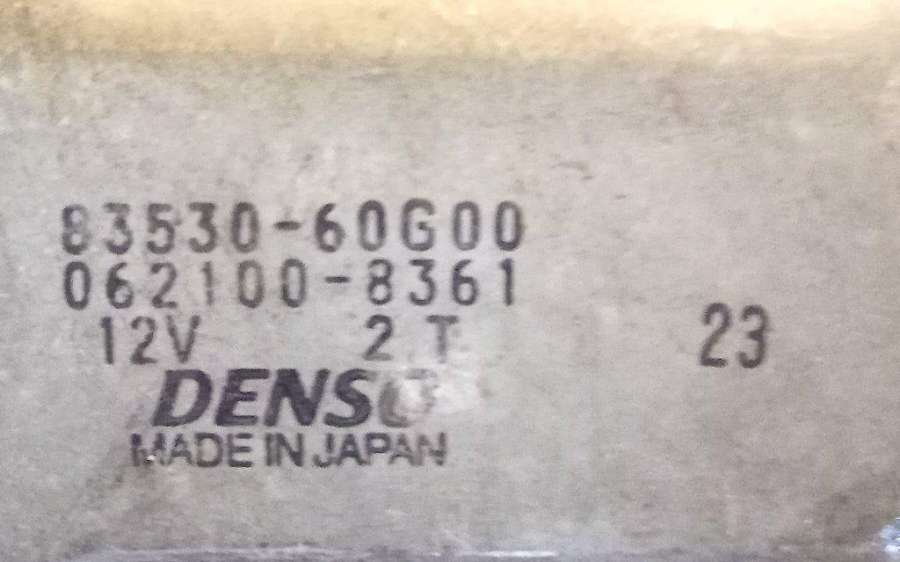 83530-60G00
062100-8361
12V 2 T 23
DENSO
MADE IN JAPAN